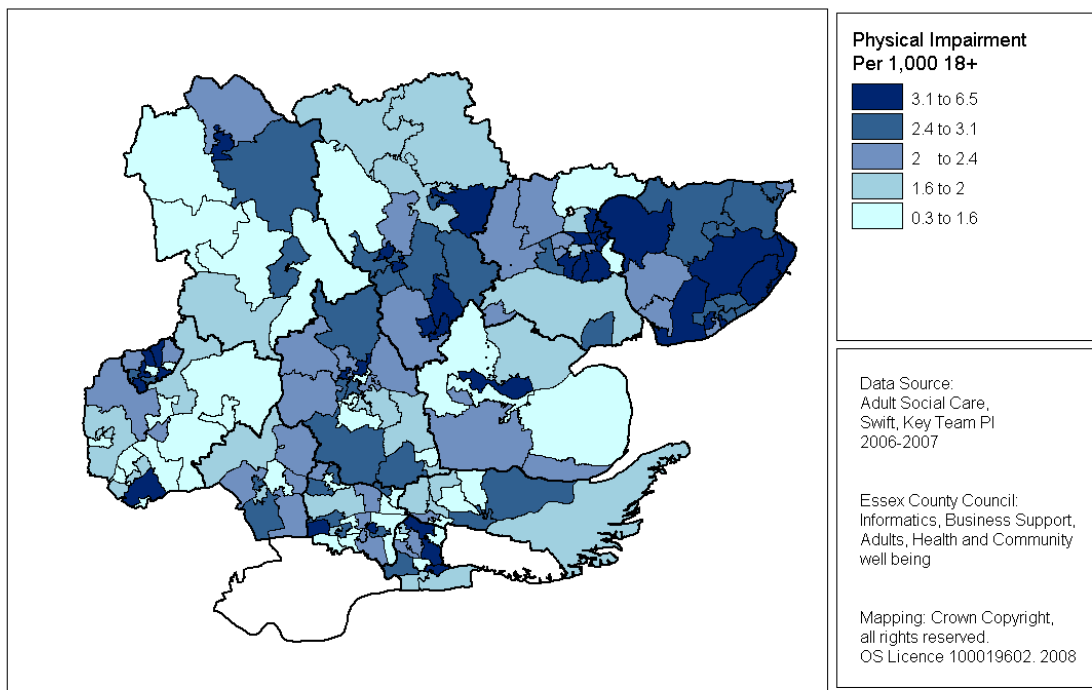 Physical Impairment
Per 1,000 18+
3.1 to 6.5
2.4 to 3.1
2 to 2.4
1.6 to 2
0.3 to 1.6
Data Source:
Adult Social Care,
Swift, Key Team PI
2006-2007
Essex County Council:
Informatics, Business Support,
Adults, Health and Community
well being
Mapping: Crown Copyright,
all rights reserved.
OS Licence 100019602. 2008